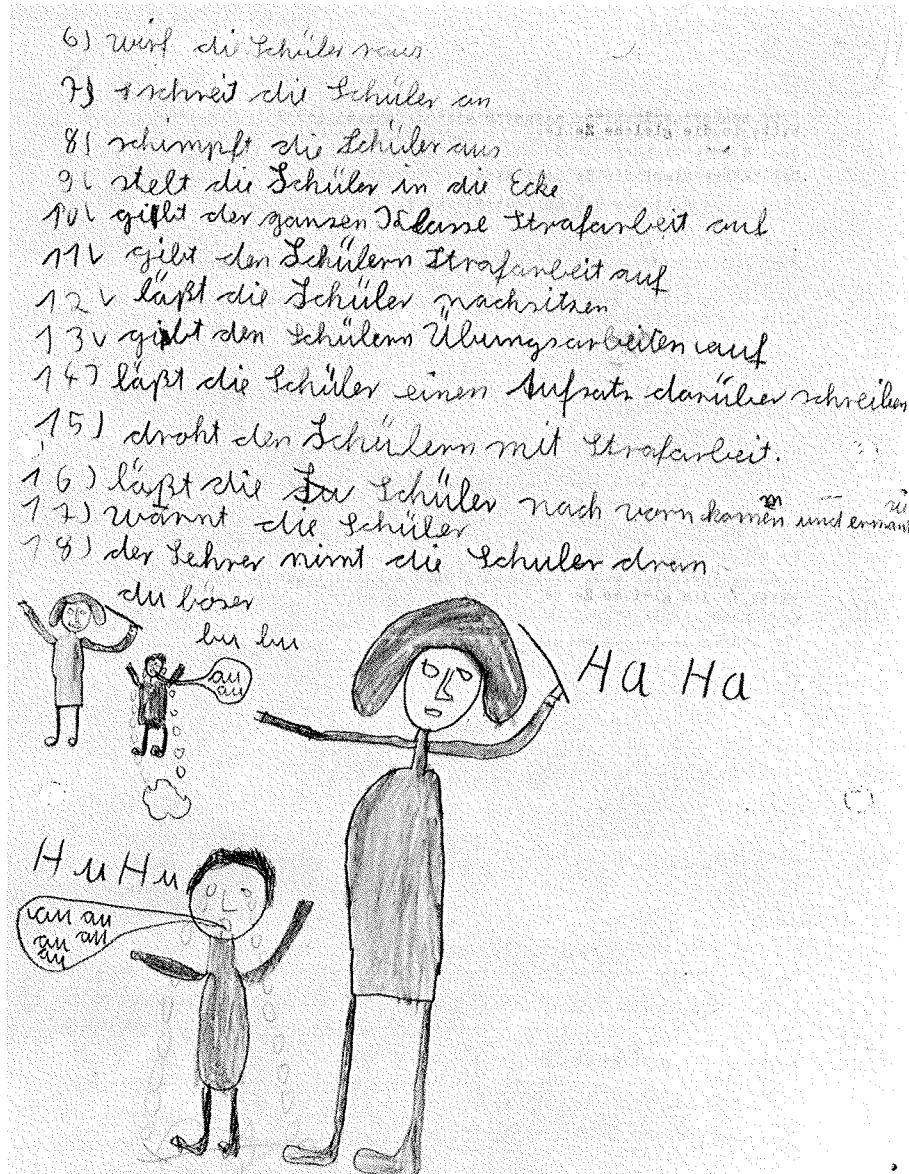 6) wirf di Schüler raus
7) schreit die Schüler an
8) schimpft die Schüler aus
9) stelt die Schüler in die Ecke
10) gibt der gansen Klasse Strafarbeit auf
11) gibt den Schülern Strafarbeit auf
12) läßt die Schüler nachsitzen
13) gibt den Schülern Übungsarbeiten auf
14) läßt die Schüler einen Aufsatz darüber schreiben
15) droht den Schülern mit Strafarbeit.
16) läßt die Schüler nach vorn kommen und
17) warnt die Schüler
18) der Lehrer nimt die Schuler dran
du böser
bu bu
au
au
Ha Ha
Hu Hu
au au
au au
au